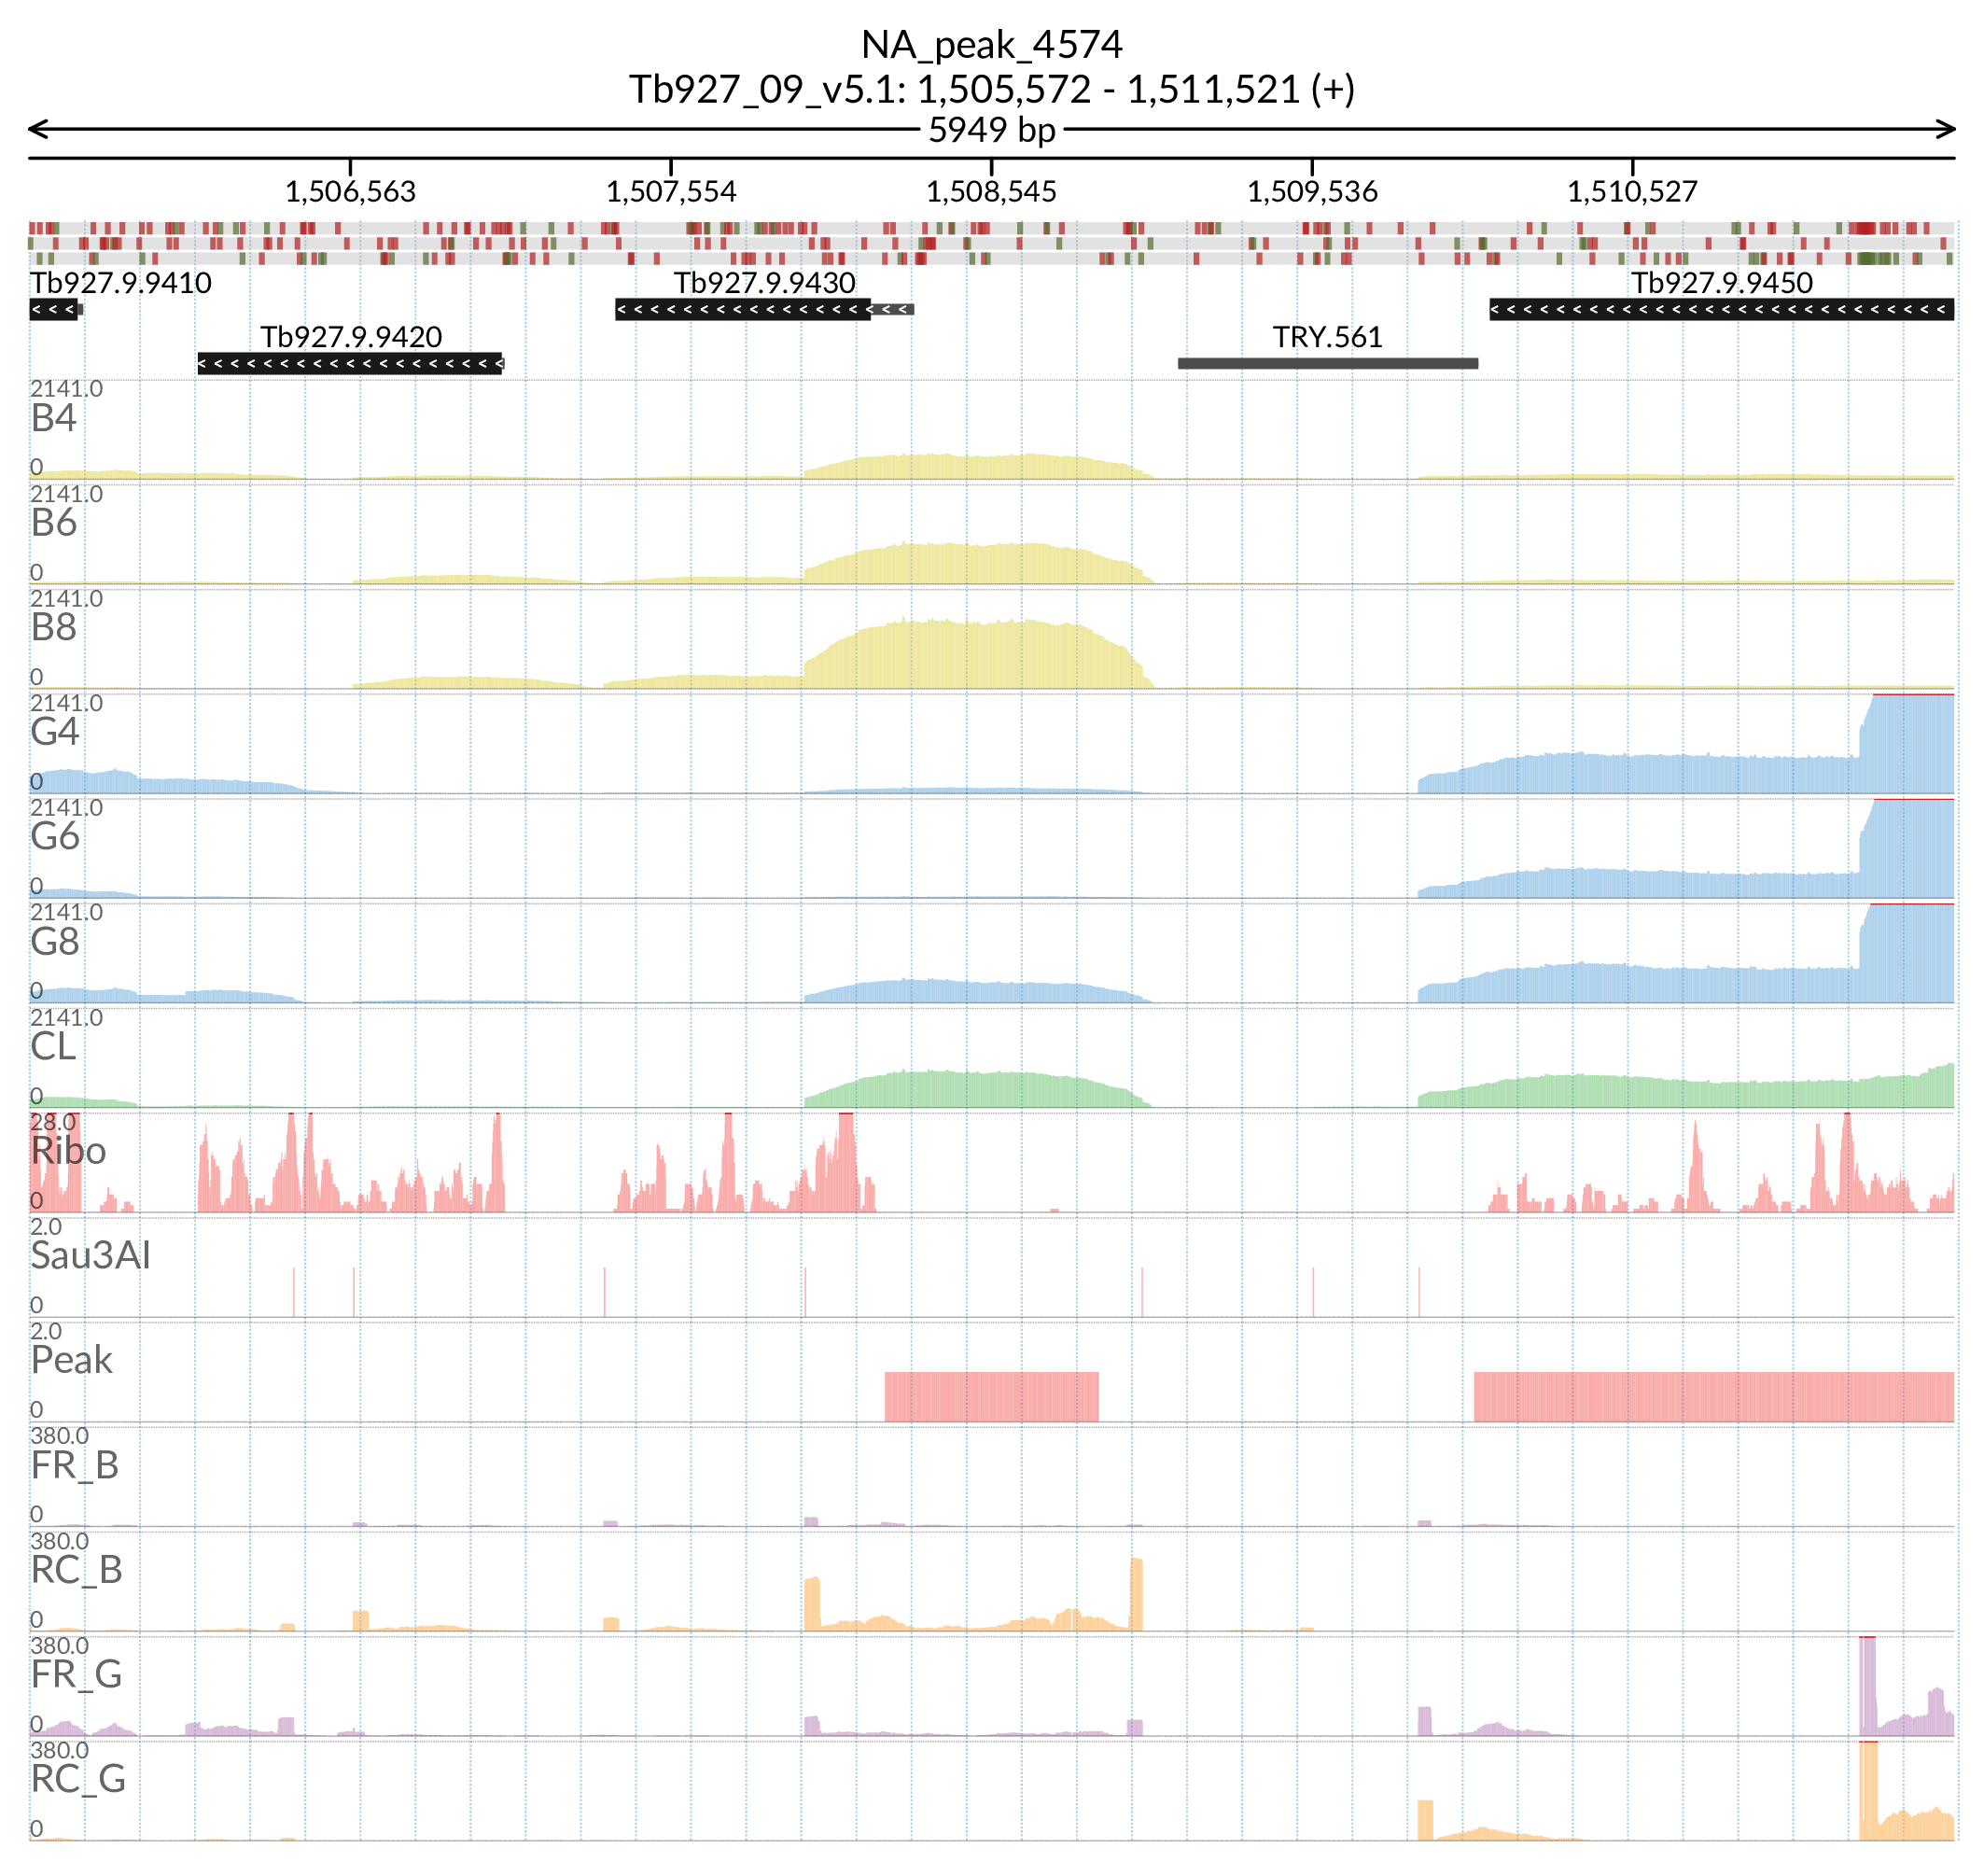 NA_peak_4574
Tb927_09_v5.1: 1,505,572 - 1,511,521 (+)
5949 bp
1,506,563 1,507,554 1,508,545 1,509,536 1,510,527
Tb927.9.9410 Tb927.9.9430 Tb927.9.9450
Tb927.9.9420 TRY.561
2141.0
B4
0
2141.0
B6
0
2141.0
B8
0
2141.0
G4
0
2141.0
G6
0
2141.0
G8
0
2141.0
CL
0
28.0
Ribo
0
2.0
Sau3AI
0
2.0
Peak
0
380.0
FR_B
0
380.0
RC_B
0
380.0
FR_G
0
380.0
RC_G
0